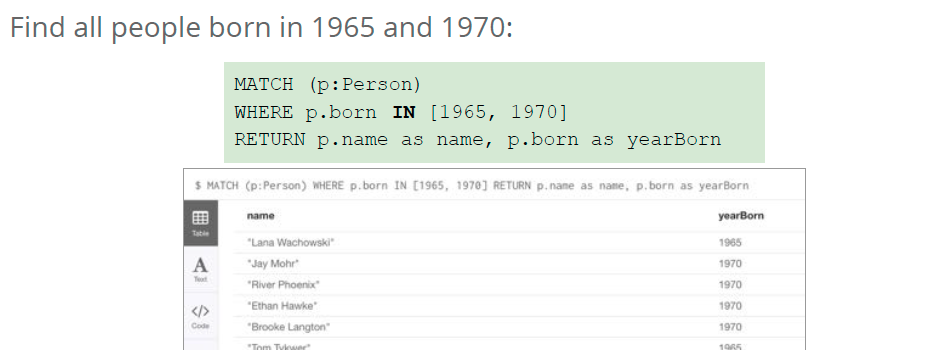 Find all people born in 1965 and 1970:
MATCH (p:Person)
WHERE p.born IN [1965, 1970]
RETURN p.name as name, p.born as yearBorn
$ MATCH (p:Person) WHERE p.born IN [1965, 1970] RETURN p.name as name, p.born as yearBorn
name yearBorn
Table
"Lana Wachowski" 1965
"Jay Mohr" 1970
A
Text
"River Phoenix" 1970
"Ethan Hawke" 1970
</>
Code
"Brooke Langton" 1970
"Tom Tykwer" 1965